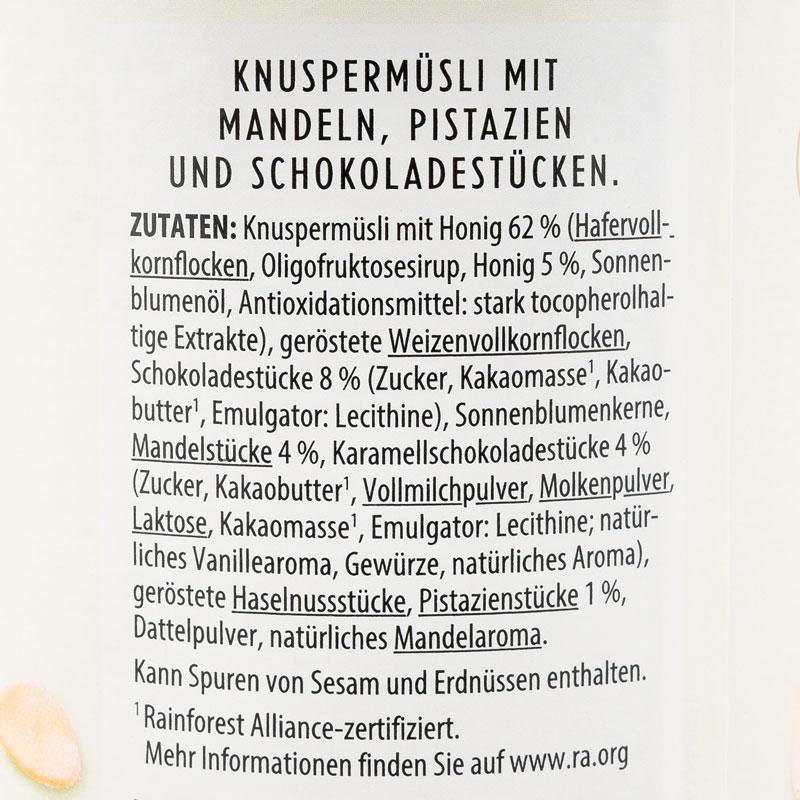 KNUSPERMÜSLI MIT
MANDELN, PISTAZIEN
UND SCHOKOLADESTÜCKEN.
ZUTATEN: Knuspermüsli mit Honig 62 % (Hafervoll-
kornflocken, Oligofruktosesirup, Honig 5 %, Sonnen-
blumenöl, Antioxidationsmittel: stark tocopherolhal-
tige Extrakte), geröstete Weizenvollkornflocken,
Schokoladestücke 8 % (Zucker, Kakaomasse¹, Kakao-
butter¹, Emulgator: Lecithine), Sonnenblumenkerne,
Mandelstücke 4 %, Karamellschokoladestücke 4 %
(Zucker, Kakaobutter¹, Vollmilchpulver, Molkenpulver,
Laktose, Kakaomasse¹, Emulgator: Lecithine; natür-
liches Vanillearoma, Gewürze, natürliches Aroma),
geröstete Haselnussstücke, Pistazienstücke 1 %,
Dattelpulver, natürliches Mandelaroma.
Kann Spuren von Sesam und Erdnüssen enthalten.
¹ Rainforest Alliance-zertifiziert.
Mehr Informationen finden Sie auf www.ra.org